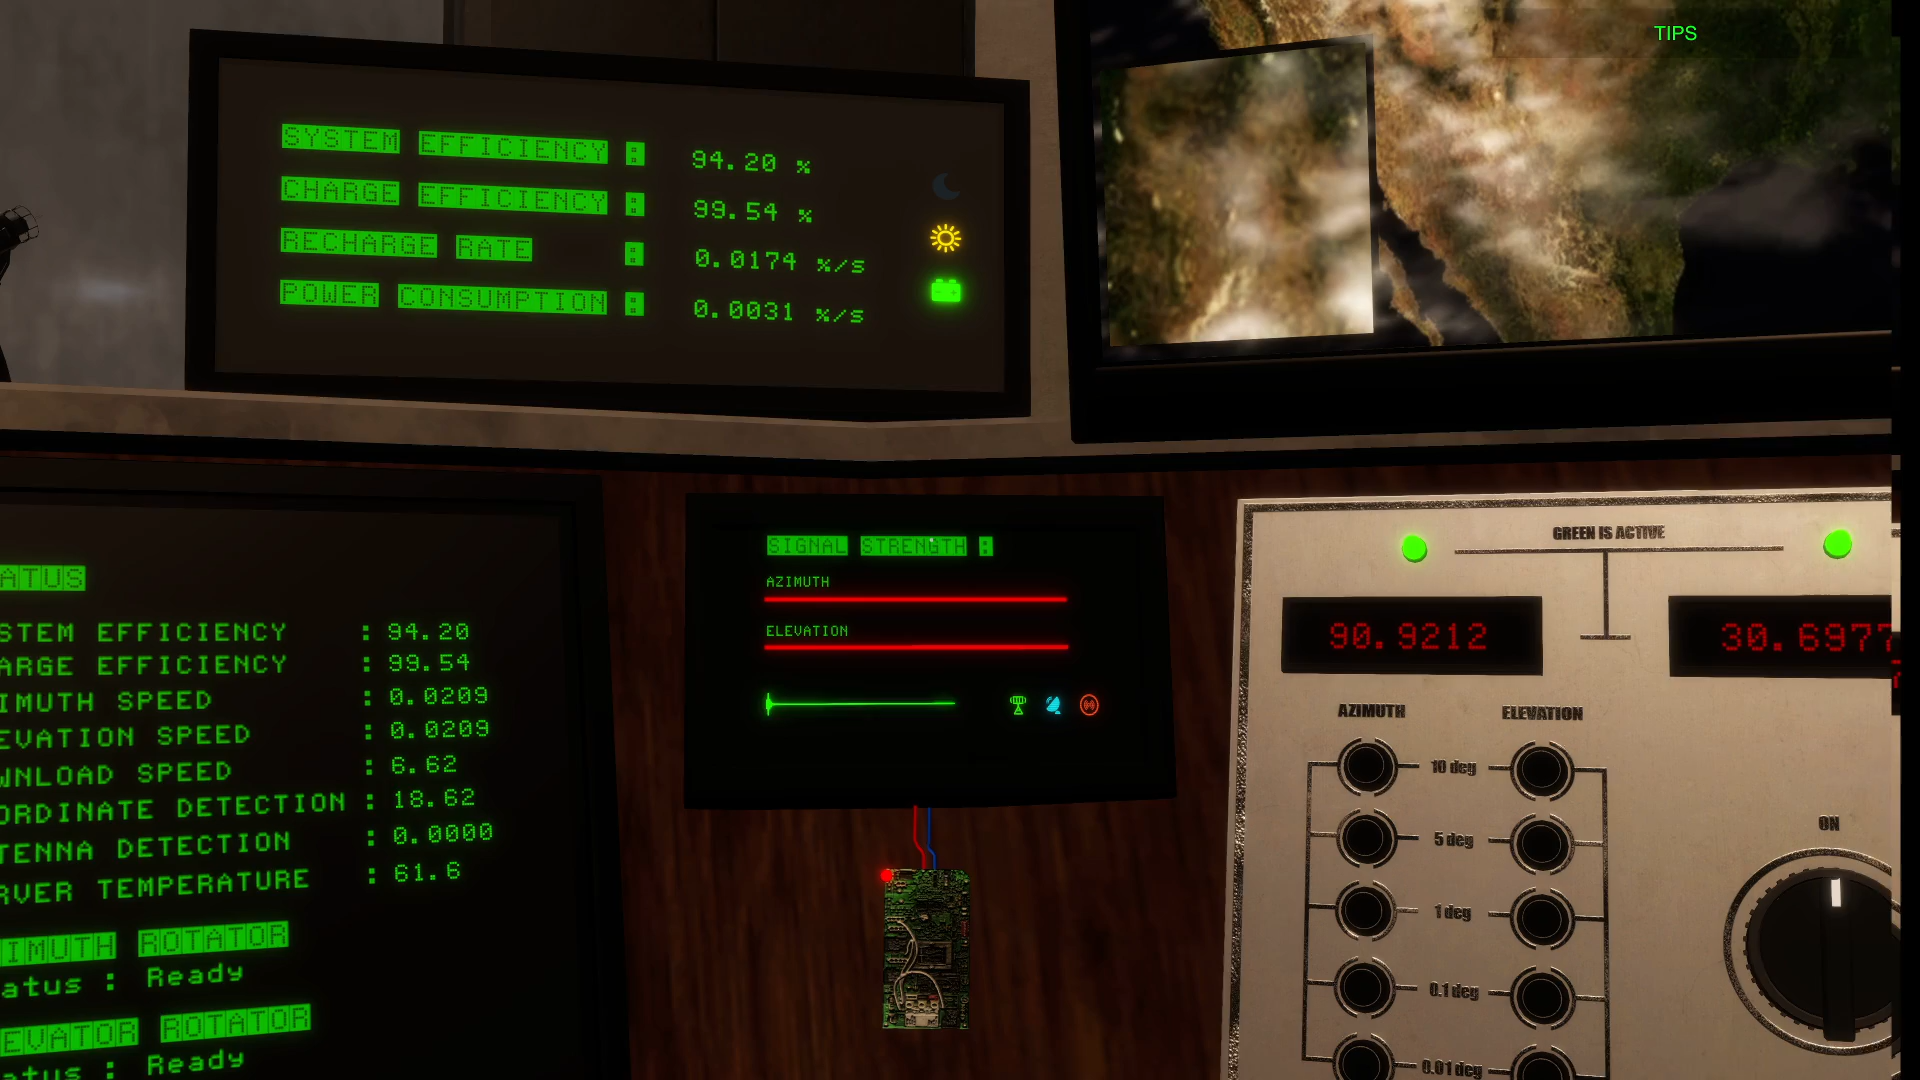 TIPS
SYSTEM EFFICIENCY : 94.20 %
CHARGE EFFICIENCY : 99.54 %
RECHARGE RATE : 0.0174 %/s
POWER CONSUMPTION : 0.0031 %/s
ATUS
STEM EFFICIENCY : 94.20
ARGE EFFICIENCY : 99.54
IMUTH SPEED : 0.0209
EVATION SPEED : 0.0209
WNLOAD SPEED : 6.62
ORDINATE DETECTION : 18.62
TENNA DETECTION : 0.0000
RVER TEMPERATURE : 61.6
IMUTH ROTATOR
atus : Ready
EVATOR ROTATOR
atus : Ready
SIGNAL STRENGTH :
AZIMUTH
ELEVATION
GREEN IS ACTIVE
90.9212
30.6977
AZIMUTH ELEVATION
10 deg
5 deg
1 deg
0.1 deg
0.01 deg
ON